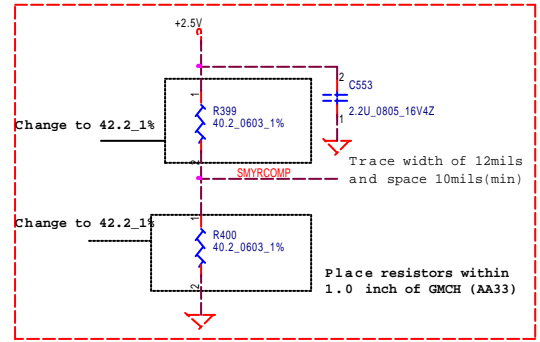 +2.5V
2
C553
2.2U_0805_16V4Z
1
1
R399
40.2_0603_1%
2
Change to 42.2_1%
SMYRCOMP
Trace width of 12mils
and space 10mils(min)
Change to 42.2_1%
1
R400
40.2_0603_1%
2
Place resistors within
1.0 inch of GMCH (AA33)